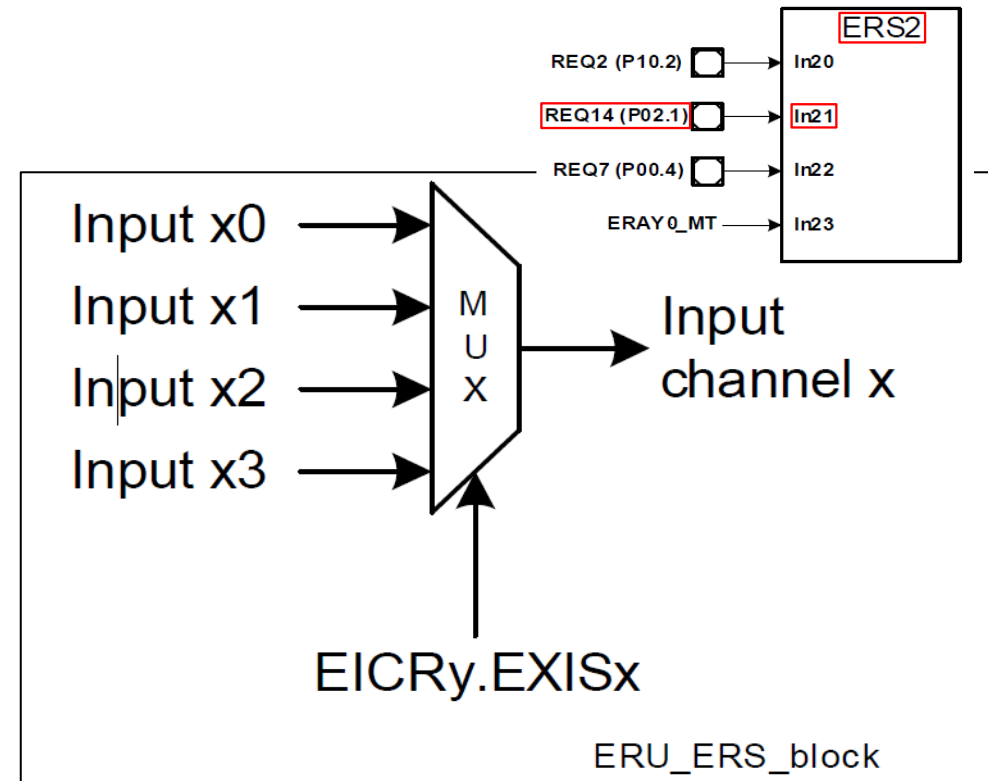 ERS2
REQ2 (P10.2) In20
REQ14 (P02.1) In21
REQ7 (P00.4) In22
ERAY0_MT In23
Input x0
Input x1
Input x2
Input x3
M
U
X
Input
channel x
EICRy.EXISx
ERU_ERS_block